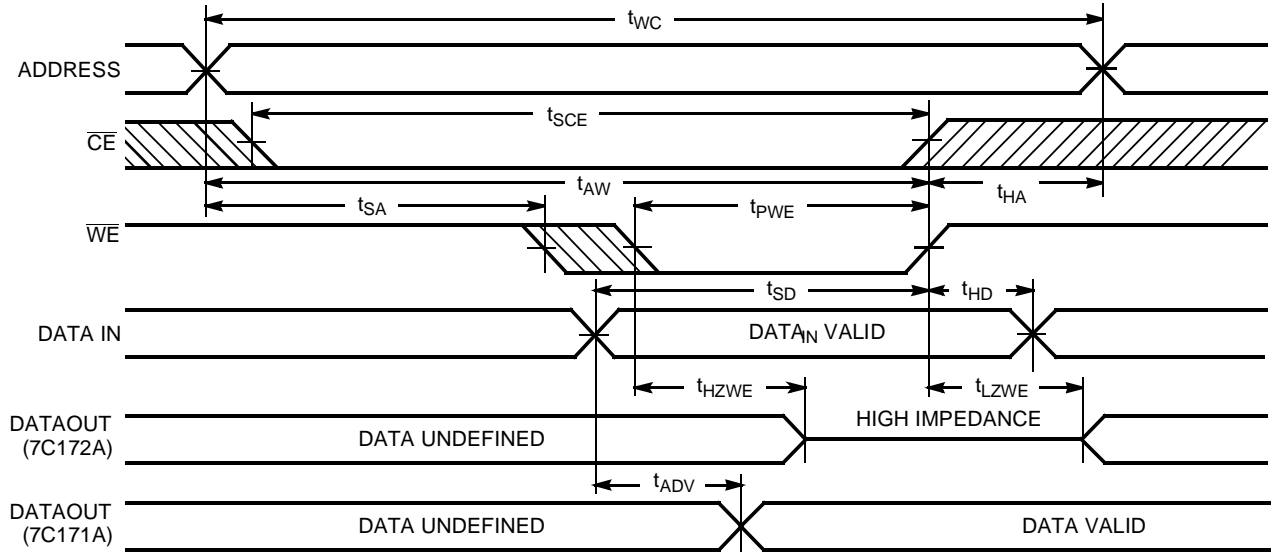 tWC
ADDRESS
tSCE
CE
tAW
tHA
tSA
tPWE
WE
tSD
tHD
DATA IN
DATAIN VALID
tHZWE
tLZWE
DATAOUT
(7C172A)
DATA UNDEFINED
HIGH IMPEDANCE
tADV
DATAOUT
(7C171A)
DATA UNDEFINED
DATA VALID